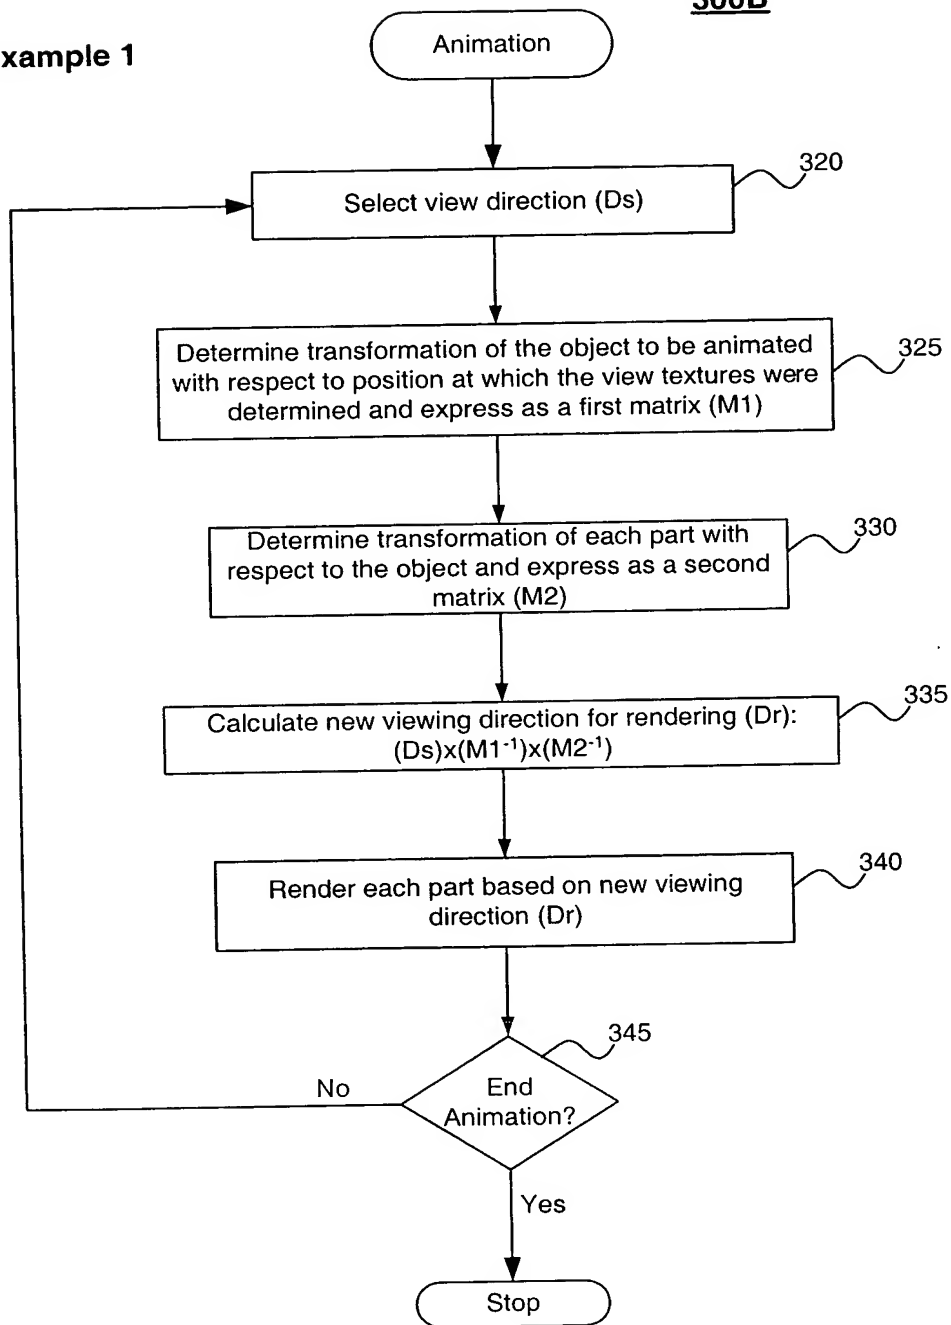 300B
xample 1
Animation
320
Select view direction (Ds)
325
Determine transformation of the object to be animated
with respect to position at which the view textures were
determined and express as a first matrix (M1)
330
Determine transformation of each part with
respect to the object and express as a second
matrix (M2)
335
Calculate new viewing direction for rendering (Dr):
(Ds)x(M1⁻¹)x(M2⁻¹)
340
Render each part based on new viewing
direction (Dr)
345
End
Animation?
No
Yes
Stop